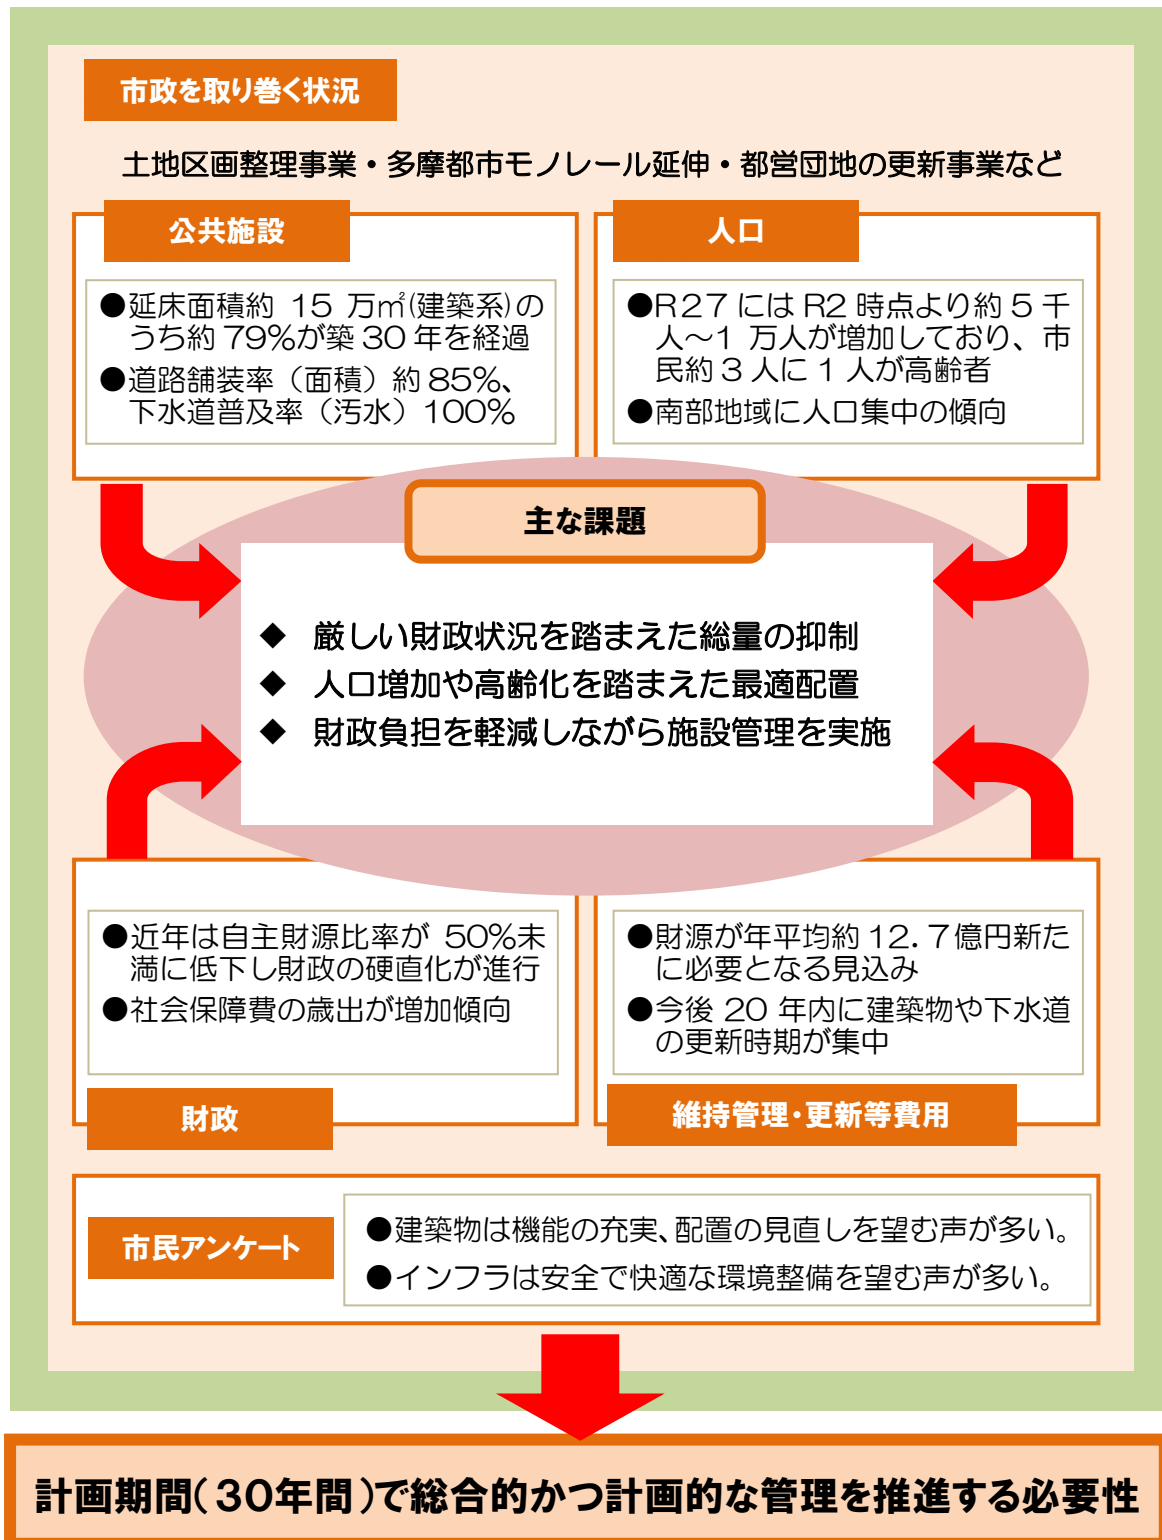 市政を取り巻く状況
土地区画整理事業・多摩都市モノレール延伸・都営団地の更新事業など
公共施設
●延床面積約 15 万㎡(建築系)の
うち約 79%が築 30 年を経過
●道路舗装率（面積）約 85%、
下水道普及率（汚水）100%
人口
●R27 には R2 時点より約 5 千
人～1 万人が増加しており、市
民約 3 人に 1 人が高齢者
●南部地域に人口集中の傾向
主な課題
◆ 厳しい財政状況を踏まえた総量の抑制
◆ 人口増加や高齢化を踏まえた最適配置
◆ 財政負担を軽減しながら施設管理を実施
●近年は自主財源比率が 50%未
満に低下し財政の硬直化が進行
●社会保障費の歳出が増加傾向
財政
●財源が年平均約 12.7億円新た
に必要となる見込み
●今後 20 年内に建築物や下水道
の更新時期が集中
維持管理・更新等費用
市民アンケート
●建築物は機能の充実、配置の見直しを望む声が多い。
●インフラは安全で快適な環境整備を望む声が多い。
計画期間(30年間)で総合的かつ計画的な管理を推進する必要性